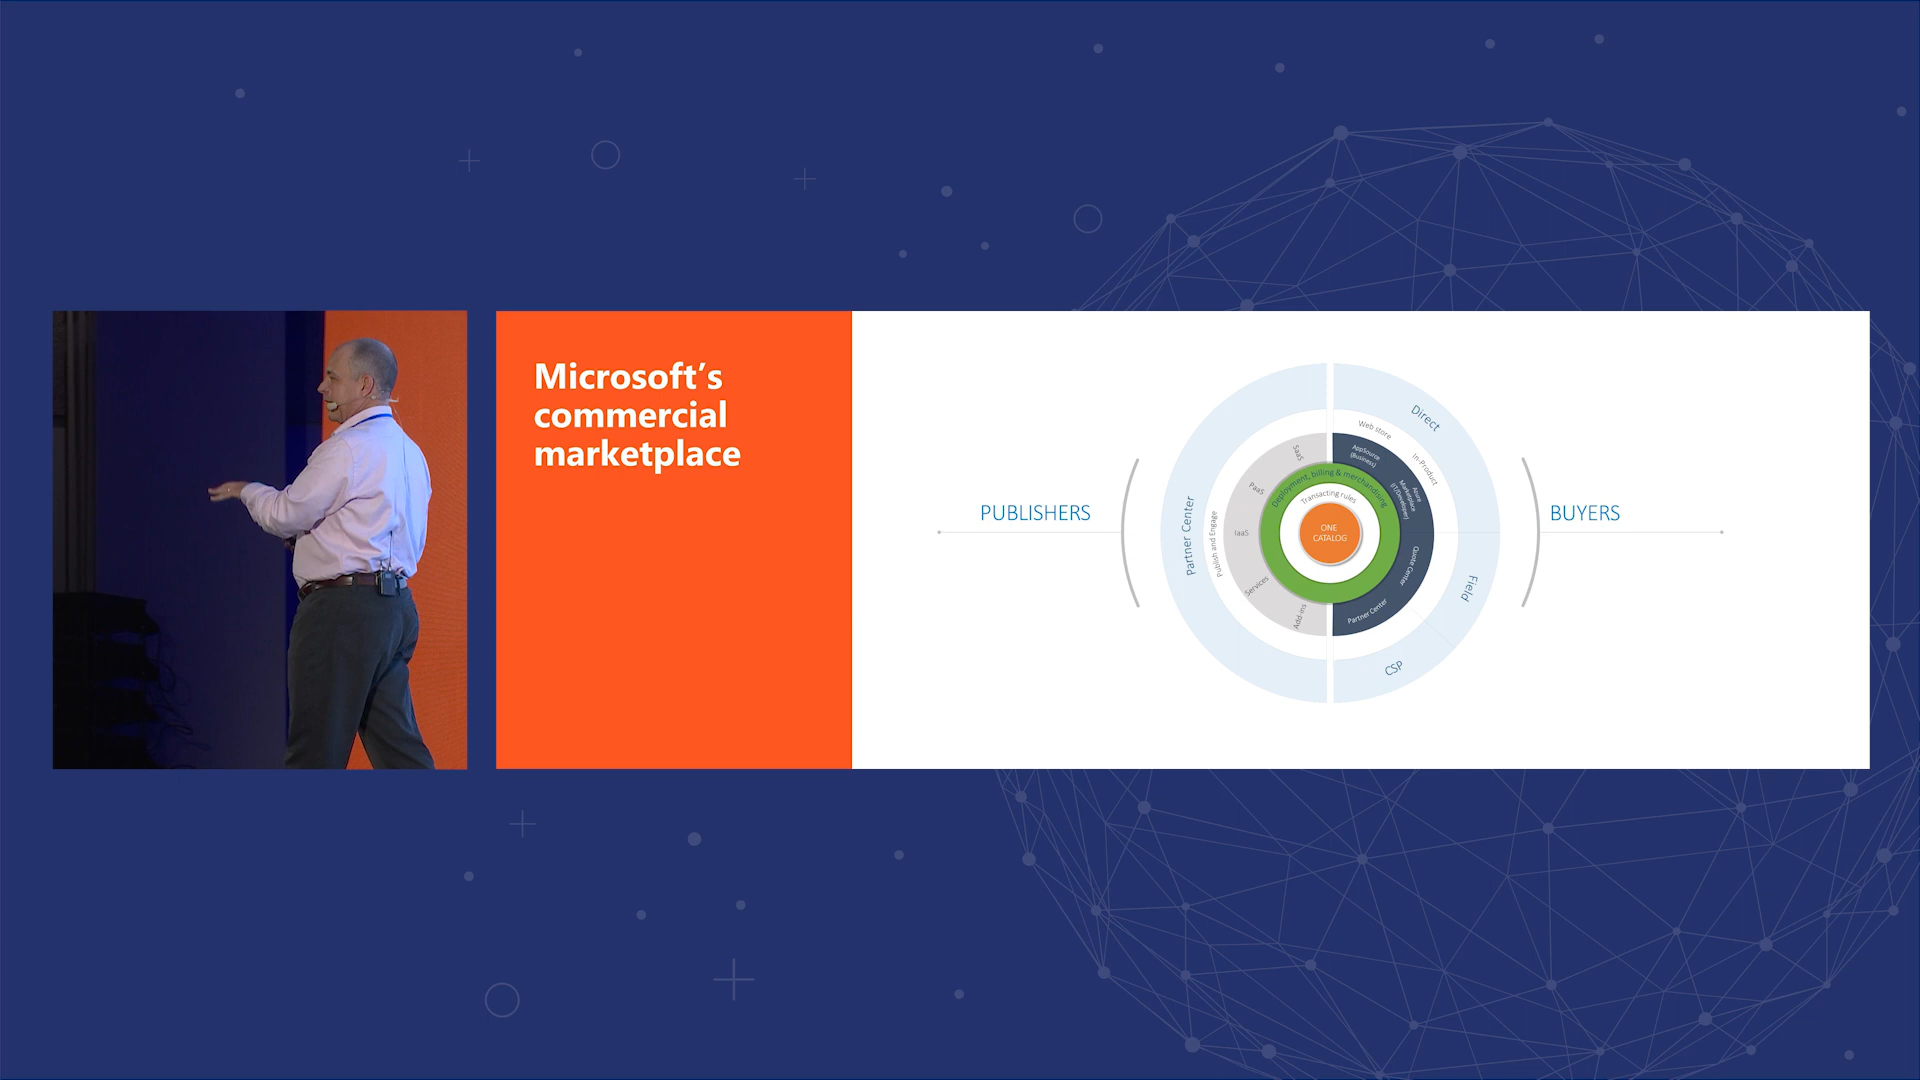 Microsoft’s
commercial
marketplace
PUBLISHERS
Partner Center
Publish and Engage
SaaS
PaaS
IaaS
Services
Add-ins
Deployment, billing & merchandising
Transacting rules
ONE
CATALOG
AppSource
(Business)
Azure
Marketplace
(IT/Developer)
Quote Center
Partner Center
Web store
In-Product
Direct
Field
CSP
BUYERS